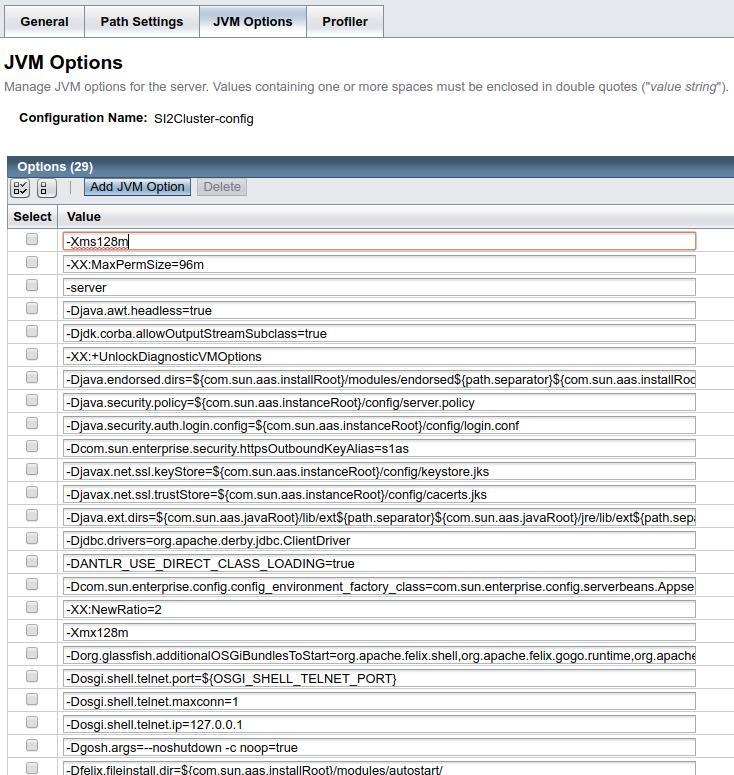 General Path Settings JVM Options Profiler
JVM Options
Manage JVM options for the server. Values containing one or more spaces must be enclosed in double quotes ("value string").
Configuration Name: SI2Cluster-config
Options (29)
Add JVM Option Delete
Select Value
-Xms128m
-XX:MaxPermSize=96m
-server
-Djava.awt.headless=true
-Djdk.corba.allowOutputStreamSubclass=true
-XX:+UnlockDiagnosticVMOptions
-Djava.endorsed.dirs=${com.sun.aas.installRoot}/modules/endorsed${path.separator}${com.sun.aas.installRoo
-Djava.security.policy=${com.sun.aas.instanceRoot}/config/server.policy
-Djava.security.auth.login.config=${com.sun.aas.instanceRoot}/config/login.conf
-Dcom.sun.enterprise.security.httpsOutboundKeyAlias=s1as
-Djavax.net.ssl.keyStore=${com.sun.aas.instanceRoot}/config/keystore.jks
-Djavax.net.ssl.trustStore=${com.sun.aas.instanceRoot}/config/cacerts.jks
-Djava.ext.dirs=${com.sun.aas.javaRoot}/lib/ext${path.separator}${com.sun.aas.javaRoot}/jre/lib/ext${path.sepa
-Djdbc.drivers=org.apache.derby.jdbc.ClientDriver
-DANTLR_USE_DIRECT_CLASS_LOADING=true
-Dcom.sun.enterprise.config.config_environment_factory_class=com.sun.enterprise.config.serverbeans.Appse
-XX:NewRatio=2
-Xmx128m
-Dorg.glassfish.additionalOSGiBundlesToStart=org.apache.felix.shell,org.apache.felix.gogo.runtime,org.apache
-Dosgi.shell.telnet.port=${OSGI_SHELL_TELNET_PORT}
-Dosgi.shell.telnet.maxconn=1
-Dosgi.shell.telnet.ip=127.0.0.1
-Dgosh.args=--noshutdown -c noop=true
-Dfelix.fileinstall.dir=${com.sun.aas.installRoot}/modules/autostart/